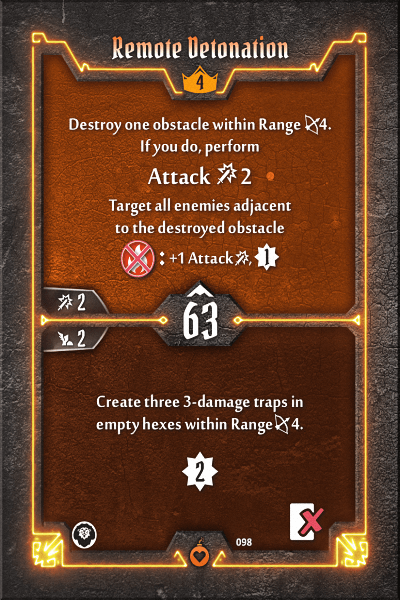 Remote Detonation
4
Destroy one obstacle within Range 4.
If you do, perform
Attack 2
Target all enemies adjacent
to the destroyed obstacle
: +1 Attack, 1
2
63
2
Create three 3-damage traps in
empty hexes within Range 4.
2
098